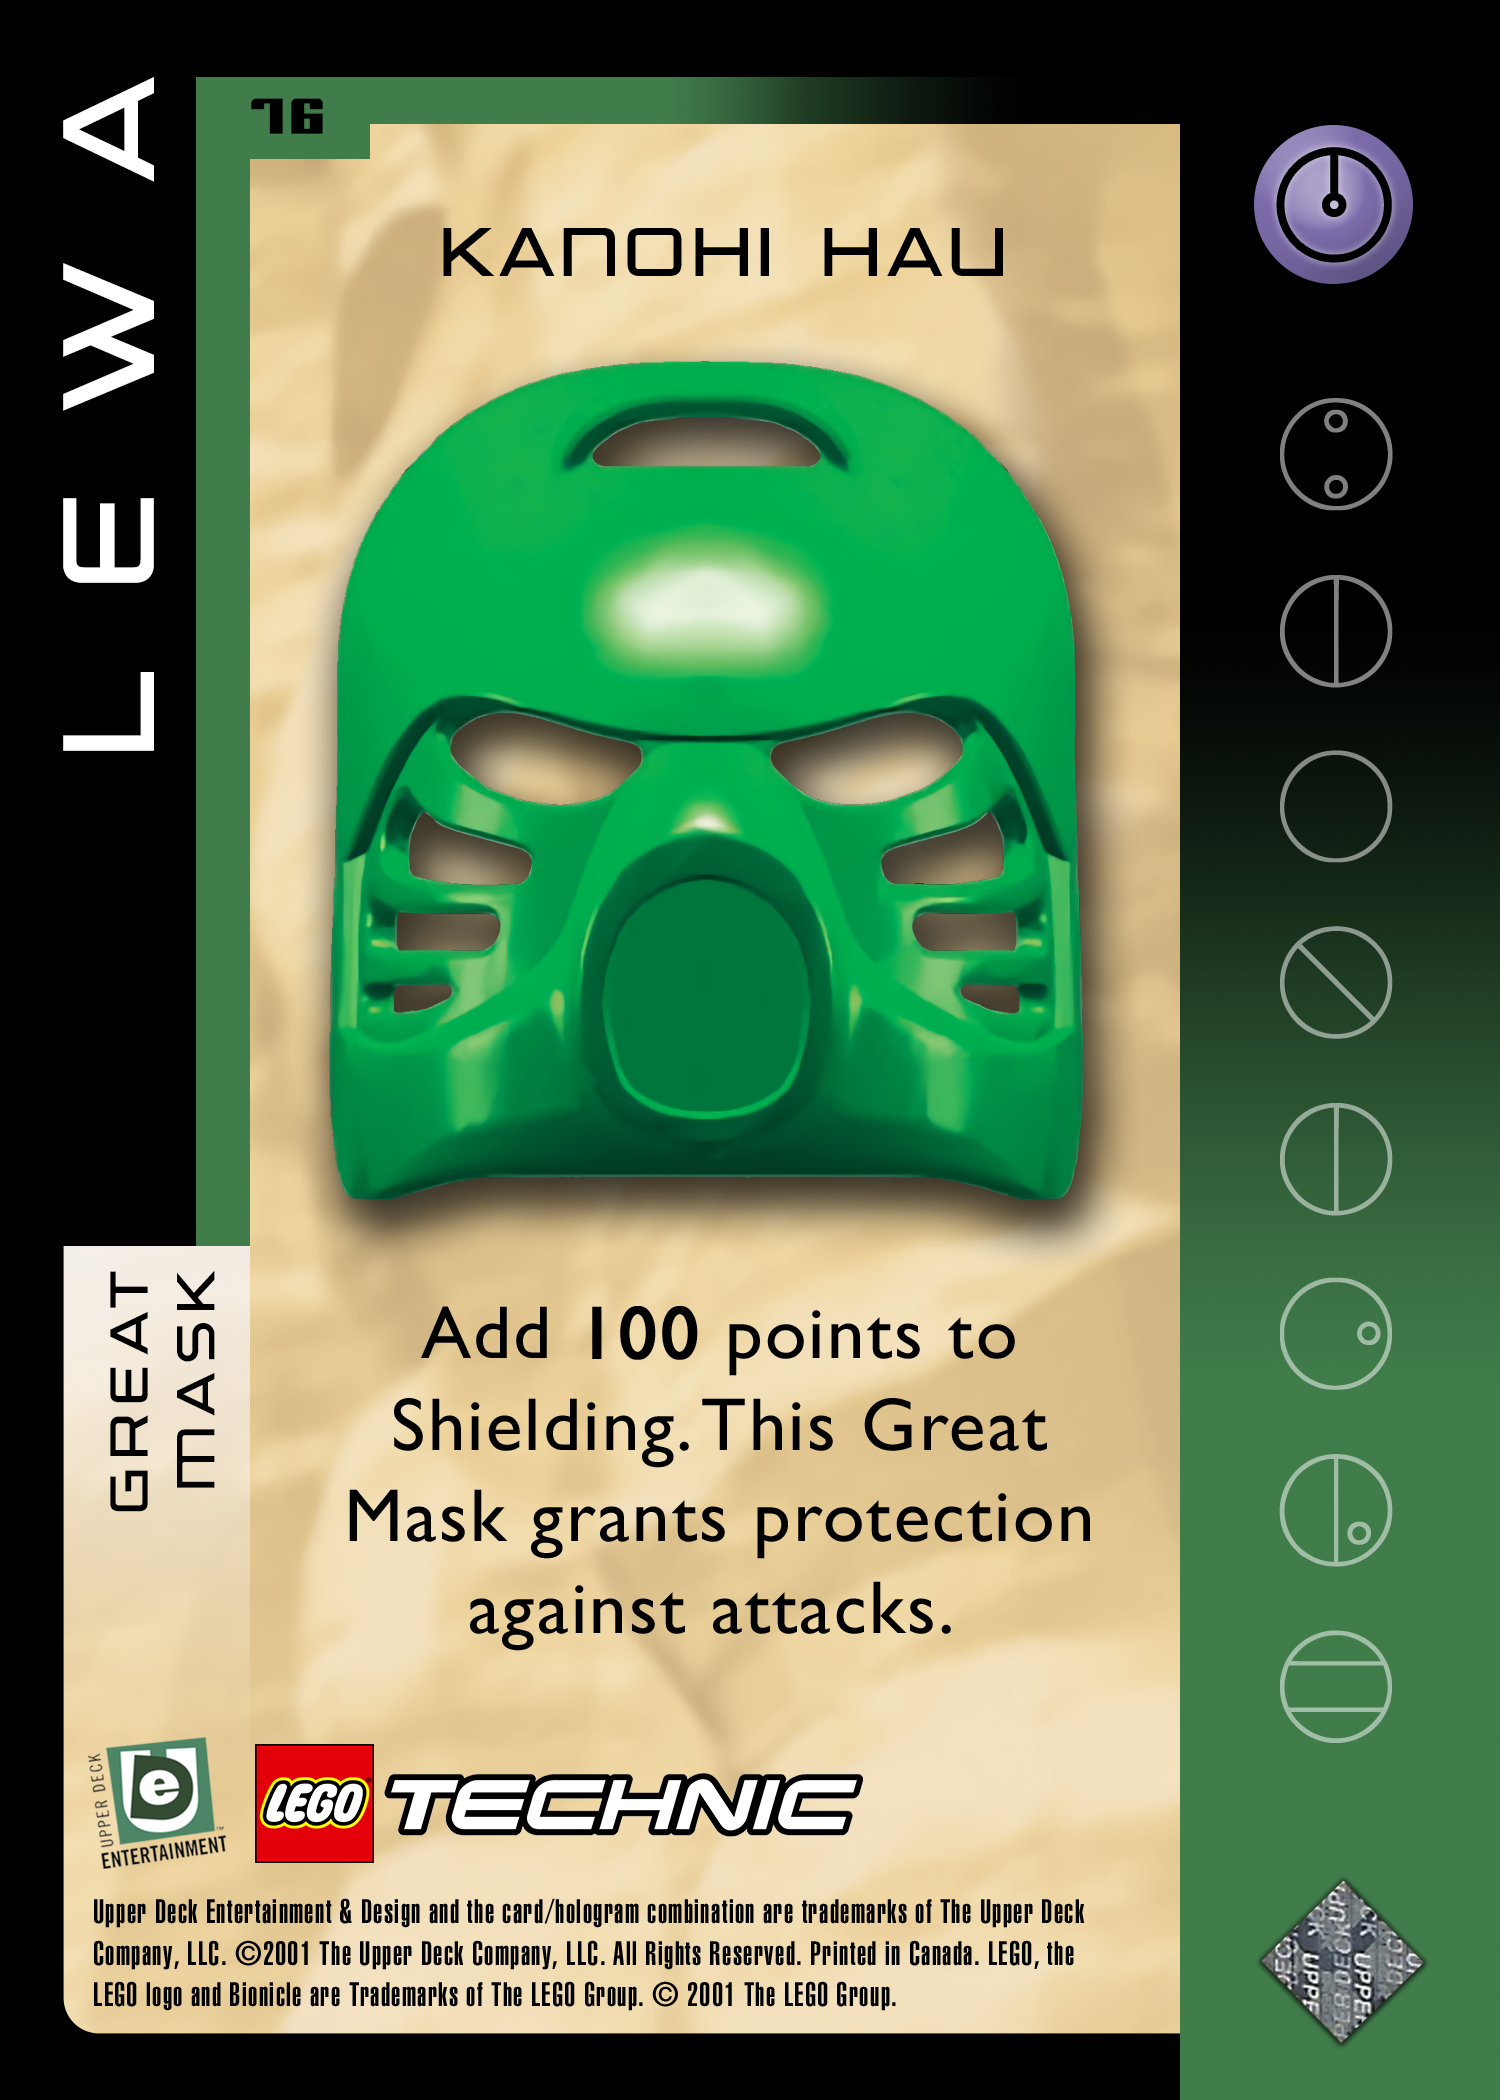 LEWA
76
KANOHI HAU
GREAT
MASK
Add 100 points to
Shielding. This Great
Mask grants protection
against attacks.
UPPER DECK
ENTERTAINMENT™
LEGO TECHNIC
Upper Deck Entertainment & Design and the card/hologram combination are trademarks of The Upper Deck
Company, LLC. ©2001 The Upper Deck Company, LLC. All Rights Reserved. Printed in Canada. LEGO, the
LEGO logo and Bionicle are Trademarks of The LEGO Group. © 2001 The LEGO Group.